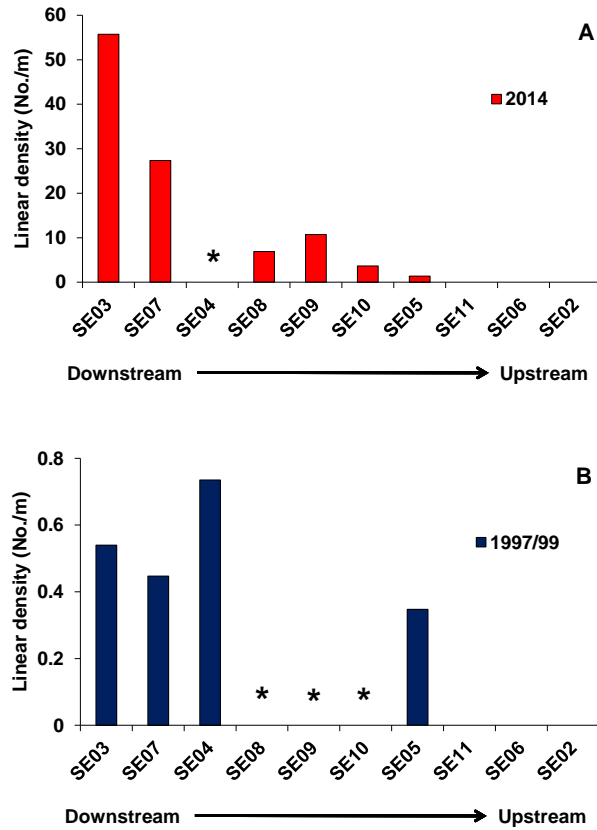 A
Linear density (No./m)
60
50
40
30
20
10
0
2014
*
SE03 SE07 SE04 SE08 SE09 SE10 SE05 SE11 SE06 SE02
Downstream Upstream
B
Linear density (No./m)
0.8
0.6
0.4
0.2
0
1997/99
* * *
SE03 SE07 SE04 SE08 SE09 SE10 SE05 SE11 SE06 SE02
Downstream Upstream